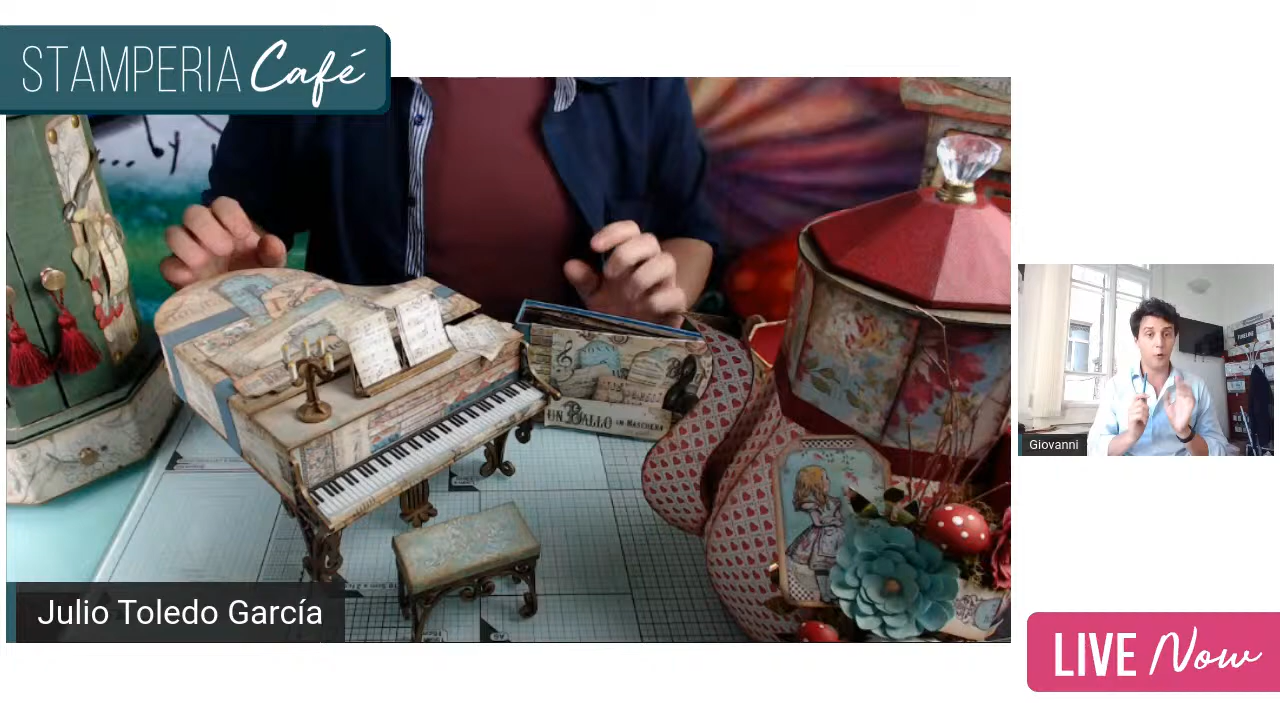 STAMPERIA Café
UN BALLO IN MASCHERA
Giovanni
Julio Toledo García
LIVE Now